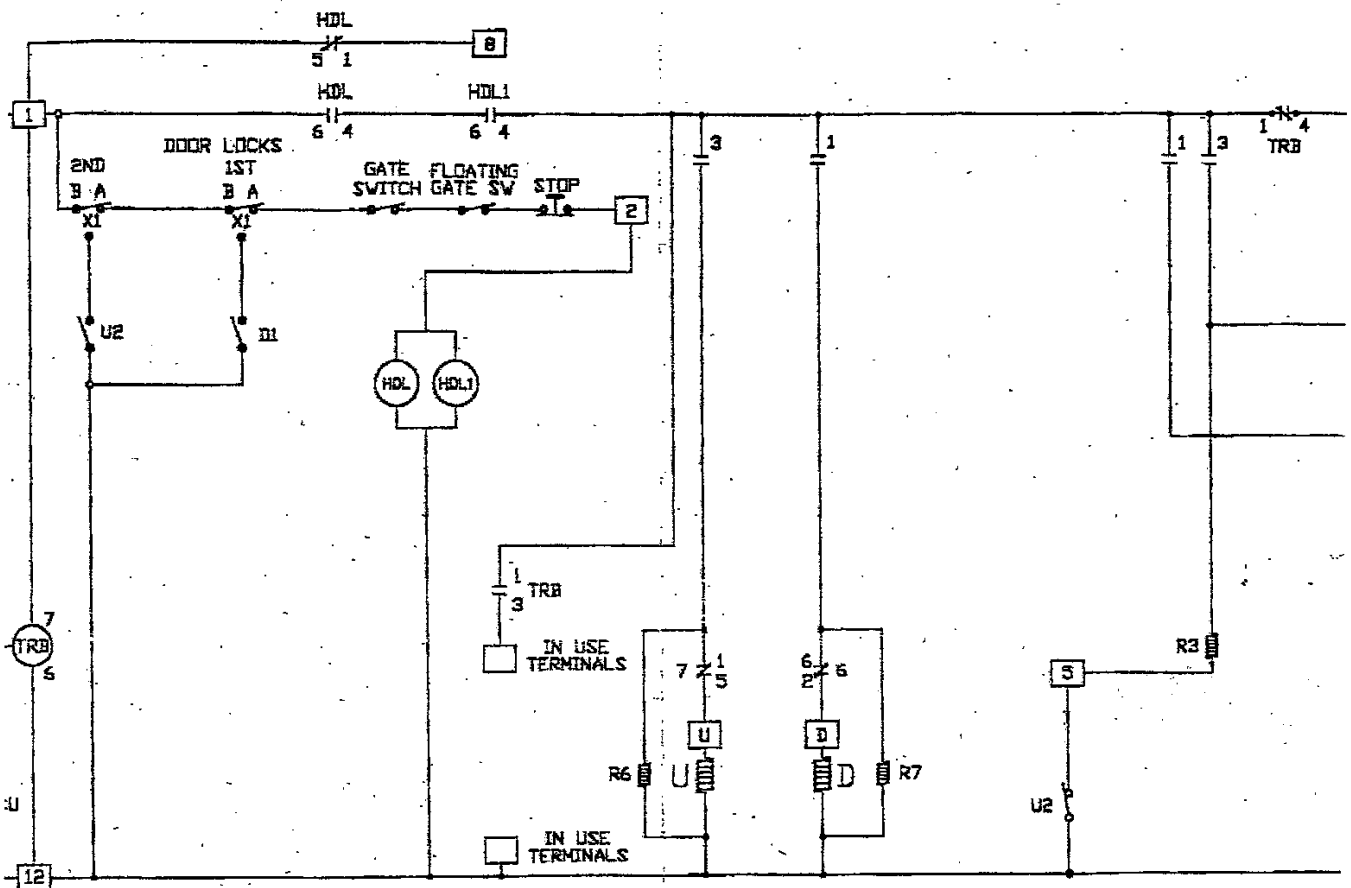 HDL
8
5 1
HDL HDL1
1
6 4 6 4
3 1 1 3
1 4
TRB
DOOR LOCKS
2ND 1ST
B A B A
GATE FLOATING
SWITCH GATE SW STOP
2
X1 X1
U2 D1
HDL HDL1
1
TRB
3
7
TRB
6
IN USE
TERMINALS
7 1
5
6
2 6
R3
5
U D
R6 U D R7
U2
:U
IN USE
TERMINALS
12